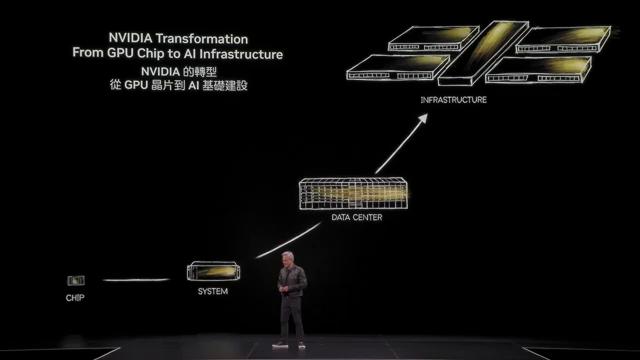 NVIDIA Transformation
From GPU Chip to AI Infrastructure
NVIDIA 的轉型
從 GPU 晶片到 AI 基礎建設
INFRASTRUCTURE
DATA CENTER
SYSTEM
CHIP